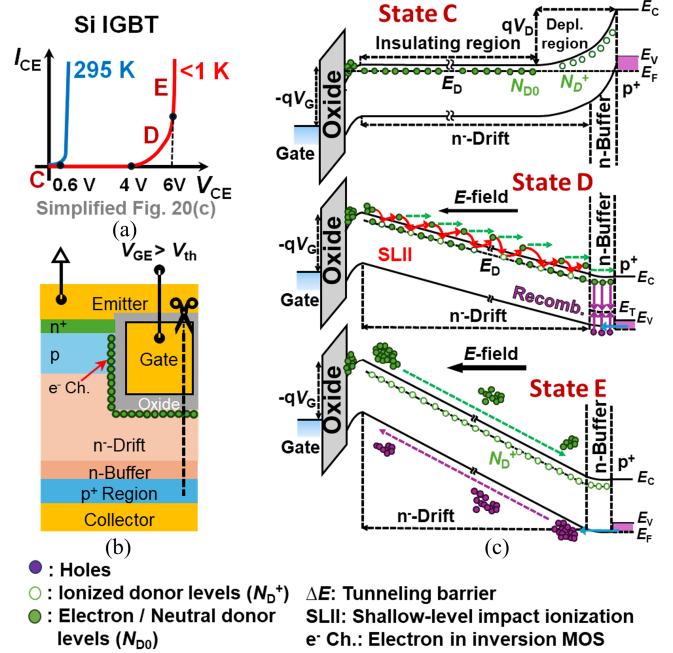 Si IGBT
I_CE
295 K
<1 K
E
D
C
0.6 V
4 V
6V
V_CE
Simplified Fig. 20(c)
(a)
V_GE > V_th
Emitter
n⁺
p
Gate
e⁻ Ch.
Oxide
n⁻-Drift
n-Buffer
p⁺ Region
Collector
(b)
State C
qV_D
Depl.
region
E_C
Insulating region
-qV_G
Oxide
E_D
N_D0
N_D⁺
E_V
E_F
Gate
n⁻-Drift
n-Buffer
p⁺
State D
E-field
-qV_G
Oxide
SLII
E_D
n-Buffer
p⁺
E_C
Recomb.
E_T
E_V
Gate
n⁻-Drift
E-field
State E
-qV_G
Oxide
N_D⁺
n-Buffer
p⁺
E_C
Gate
n⁻-Drift
E_V
E_F
(c)
: Holes
: Ionized donor levels (N_D⁺)
: Electron / Neutral donor
levels (N_D0)
ΔE: Tunneling barrier
SLII: Shallow-level impact ionization
e⁻ Ch.: Electron in inversion MOS